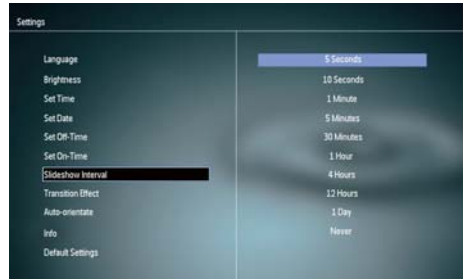 Settings
Language
Brightness
Set Time
Set Date
Set Off-Time
Set On-Time
Slideshow Interval
Transition Effect
Auto-orientate
Info
Default Settings
5 Seconds
10 Seconds
1 Minute
5 Minutes
30 Minutes
1 Hour
4 Hours
12 Hours
1 Day
Never